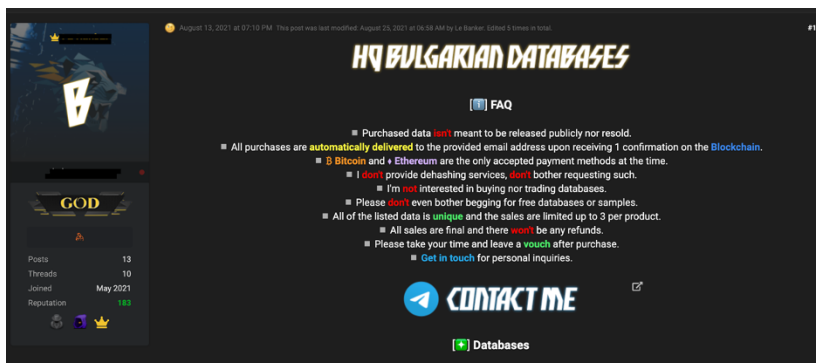 August 13, 2021 at 07:10 PM This post was last modified: August 23, 2021 at 06:58 AM by Le Banker. Edited 5 times in total.
#1
HQ BULGARIAN DATABASES
B
[i] FAQ
Purchased data isn't meant to be released publicly nor resold.
All purchases are automatically delivered to the provided email address upon receiving 1 confirmation on the Blockchain.
Bitcoin and Ethereum are the only accepted payment methods at the time.
I don't provide dehashing services, don't bother requesting such.
I'm not interested in buying nor trading databases.
Please don't even bother begging for free databases or samples.
All of the listed data is unique and the sales are limited up to 3 per product.
All sales are final and there won't be any refunds.
Please take your time and leave a vouch after purchase.
Get in touch for personal inquiries.
GOD
Posts 13
Threads 10
Joined May 2021
Reputation 183
CONTACT ME
[+] Databases